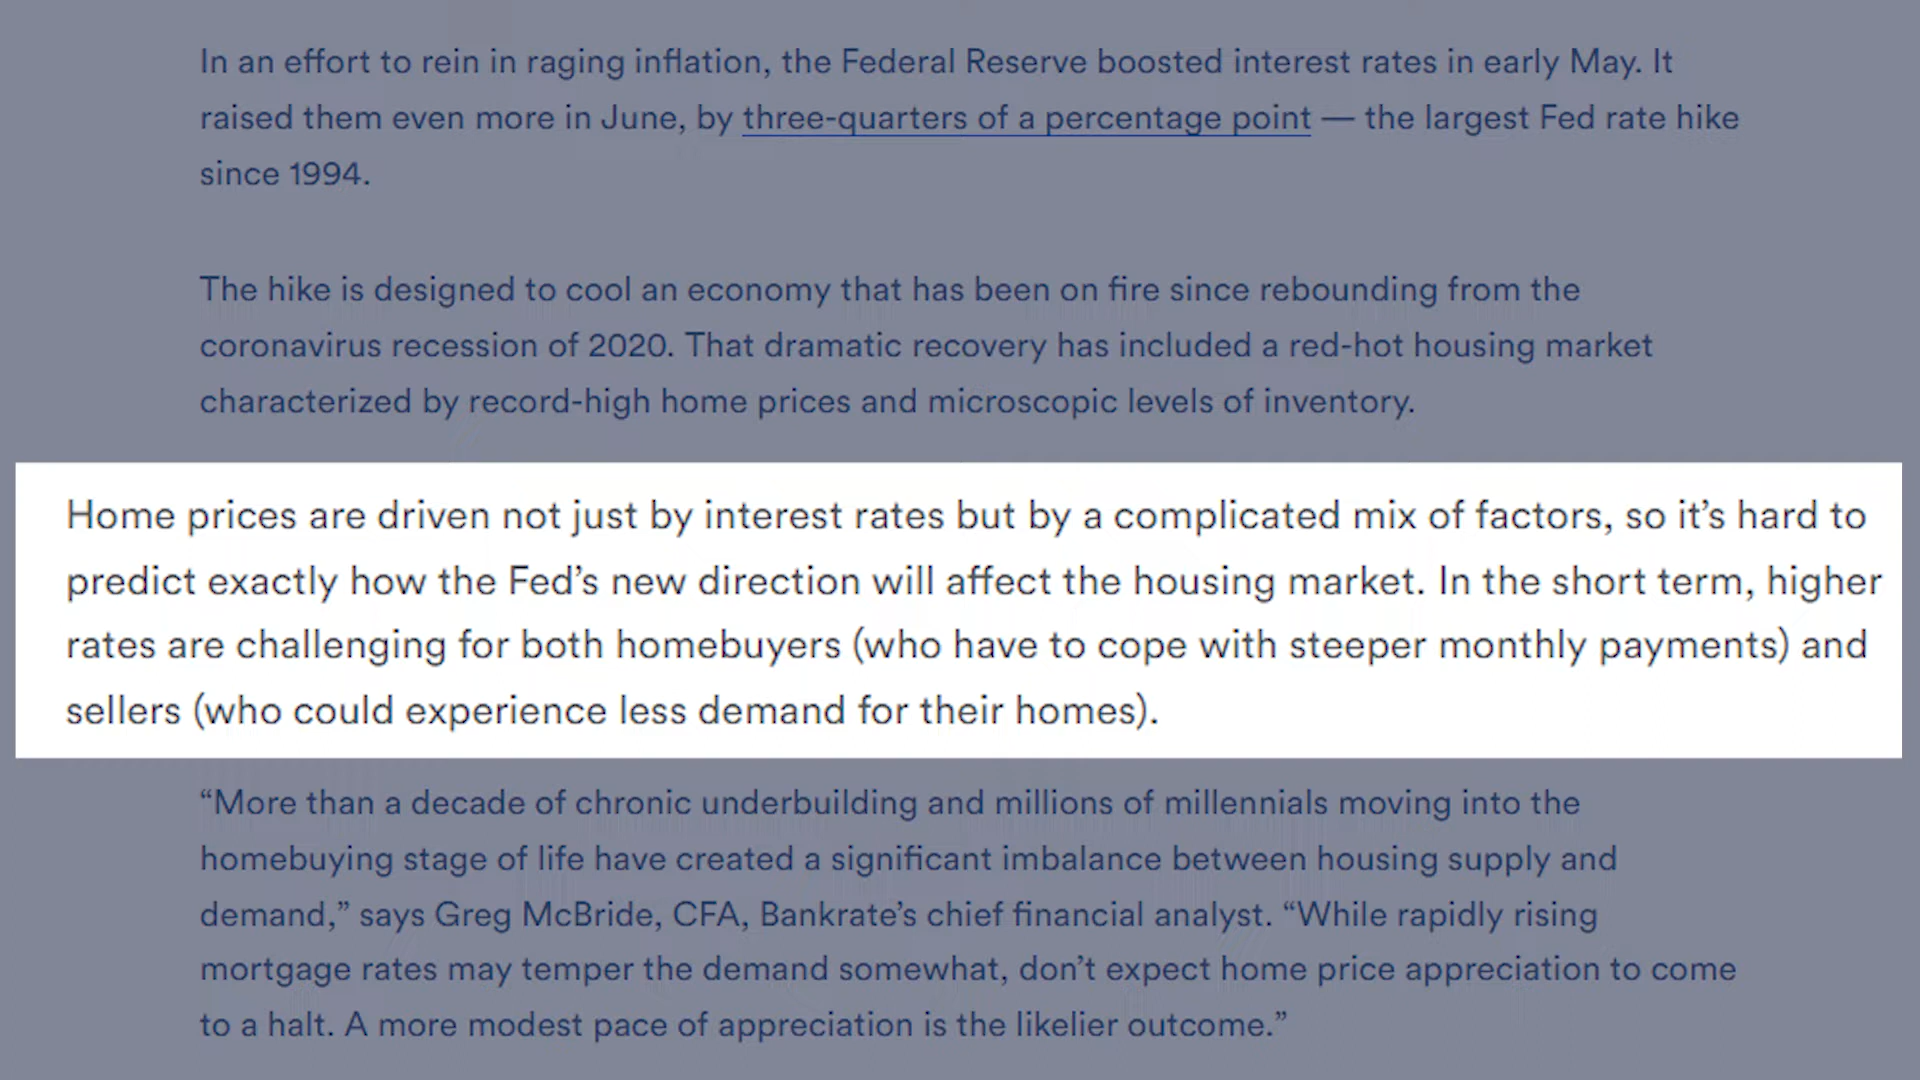 In an effort to rein in raging inflation, the Federal Reserve boosted interest rates in early May. It
raised them even more in June, by three-quarters of a percentage point — the largest Fed rate hike
since 1994.
The hike is designed to cool an economy that has been on fire since rebounding from the
coronavirus recession of 2020. That dramatic recovery has included a red-hot housing market
characterized by record-high home prices and microscopic levels of inventory.
Home prices are driven not just by interest rates but by a complicated mix of factors, so it’s hard to
predict exactly how the Fed’s new direction will affect the housing market. In the short term, higher
rates are challenging for both homebuyers (who have to cope with steeper monthly payments) and
sellers (who could experience less demand for their homes).
“More than a decade of chronic underbuilding and millions of millennials moving into the
homebuying stage of life have created a significant imbalance between housing supply and
demand,” says Greg McBride, CFA, Bankrate’s chief financial analyst. “While rapidly rising
mortgage rates may temper the demand somewhat, don’t expect home price appreciation to come
to a halt. A more modest pace of appreciation is the likelier outcome.”